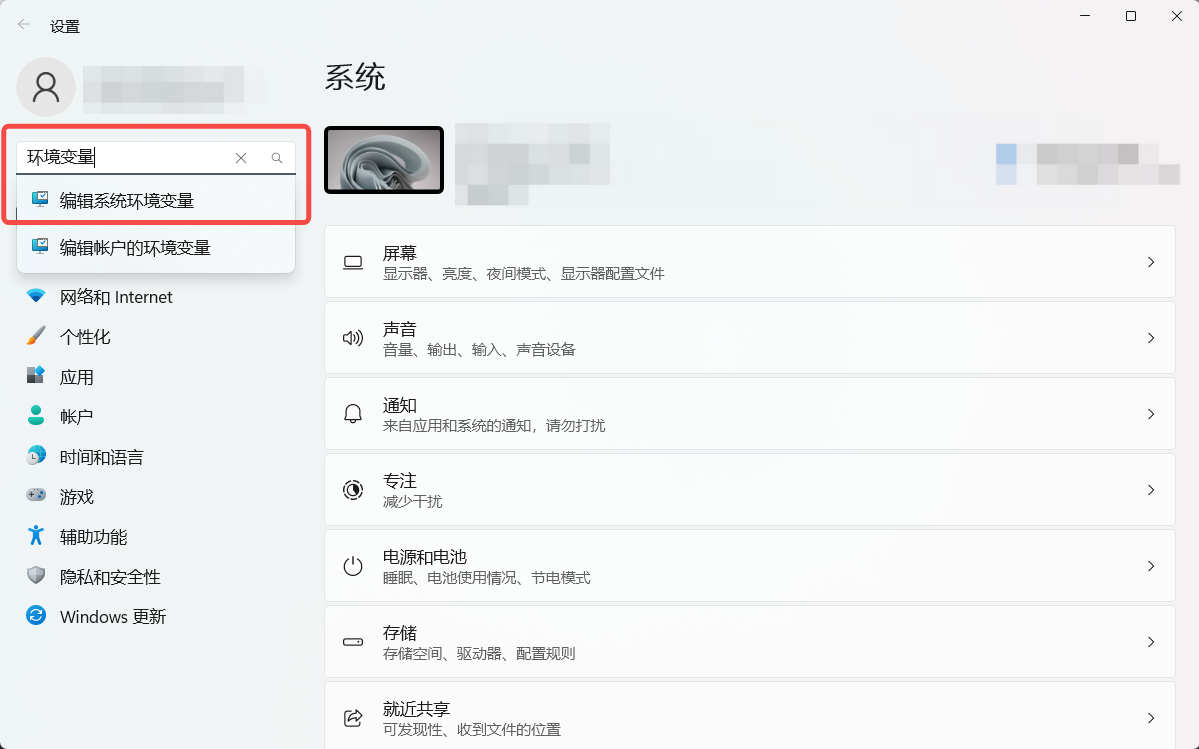 设置
环境变量
编辑系统环境变量
编辑帐户的环境变量
网络和 Internet
个性化
应用
帐户
时间和语言
游戏
辅助功能
隐私和安全性
Windows 更新
系统
屏幕
显示器、亮度、夜间模式、显示器配置文件
声音
音量、输出、输入、声音设备
通知
来自应用和系统的通知，请勿打扰
专注
减少干扰
电源和电池
睡眠、电池使用情况、节电模式
存储
存储空间、驱动器、配置规则
就近共享
可发现性、收到文件的位置